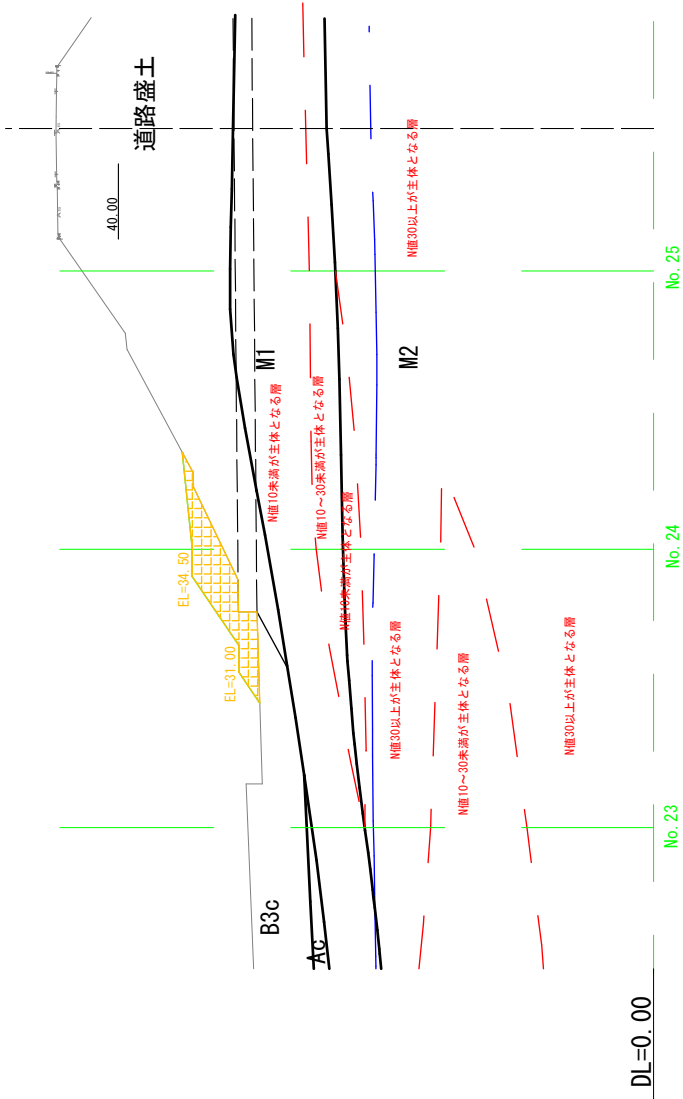 道路盛土
40.00
N値30以上が主体となる層
No.25
M1
M2
N値10未満が主体となる層
N値10～30未満が主体となる層
N値10未満が主体となる層
EL=34.50
No.24
EL=31.00
N値30以上が主体となる層
N値10～30未満が主体となる層
N値30以上が主体となる層
No.23
B3c
Ac
DL=0.00